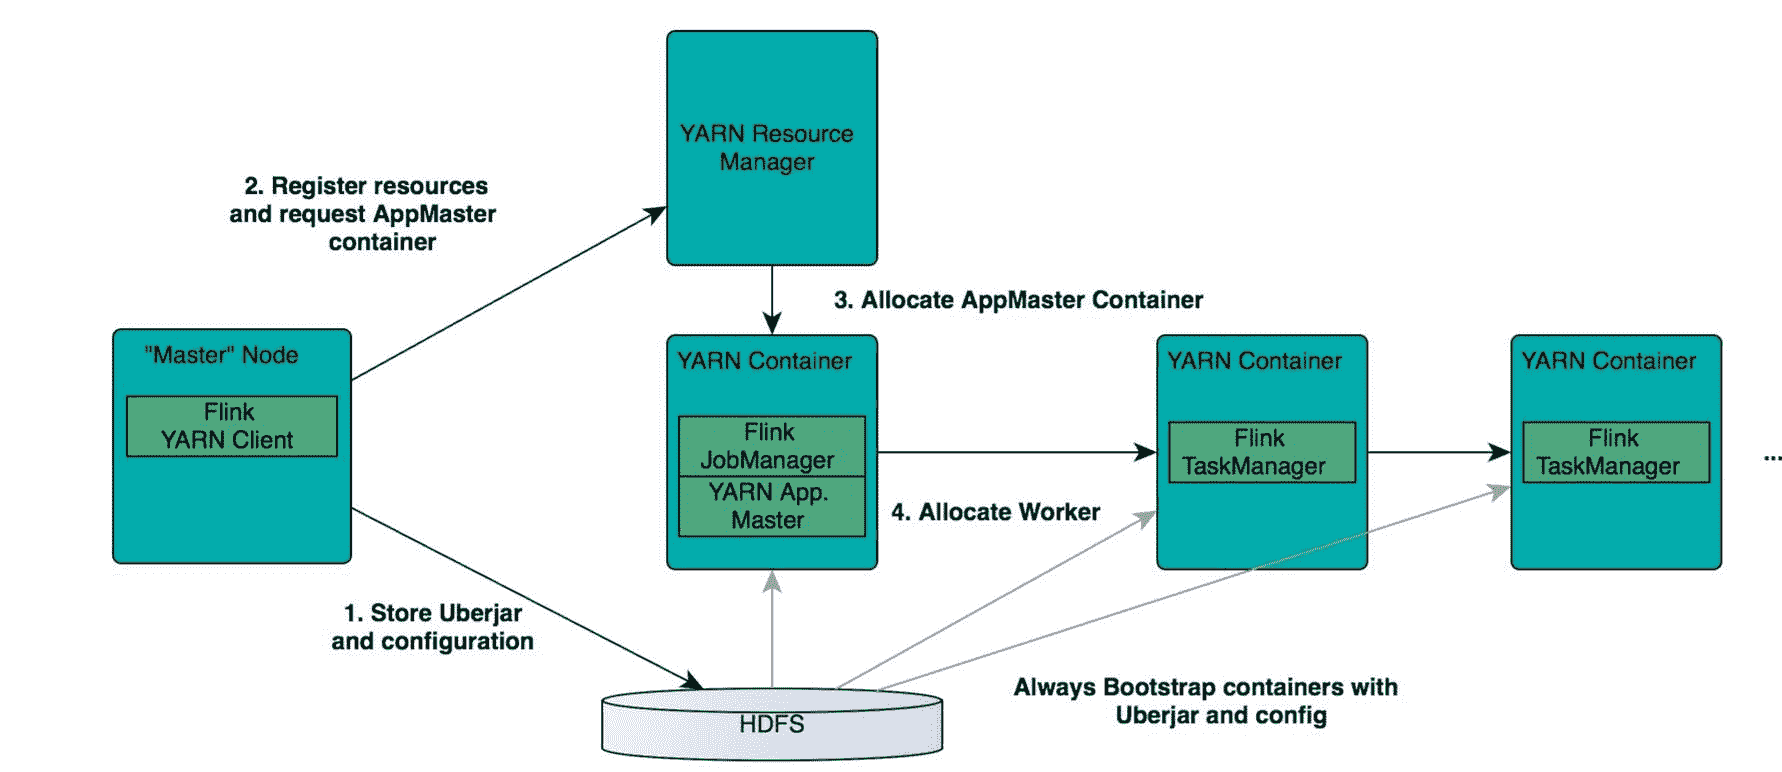 YARN Resource
Manager
2. Register resources
and request AppMaster
container
3. Allocate AppMaster Container
"Master" Node
Flink
YARN Client
YARN Container
Flink
JobManager
YARN App.
Master
YARN Container
Flink
TaskManager
YARN Container
Flink
TaskManager
...
4. Allocate Worker
1. Store Uberjar
and configuration
Always Bootstrap containers with
Uberjar and config
HDFS